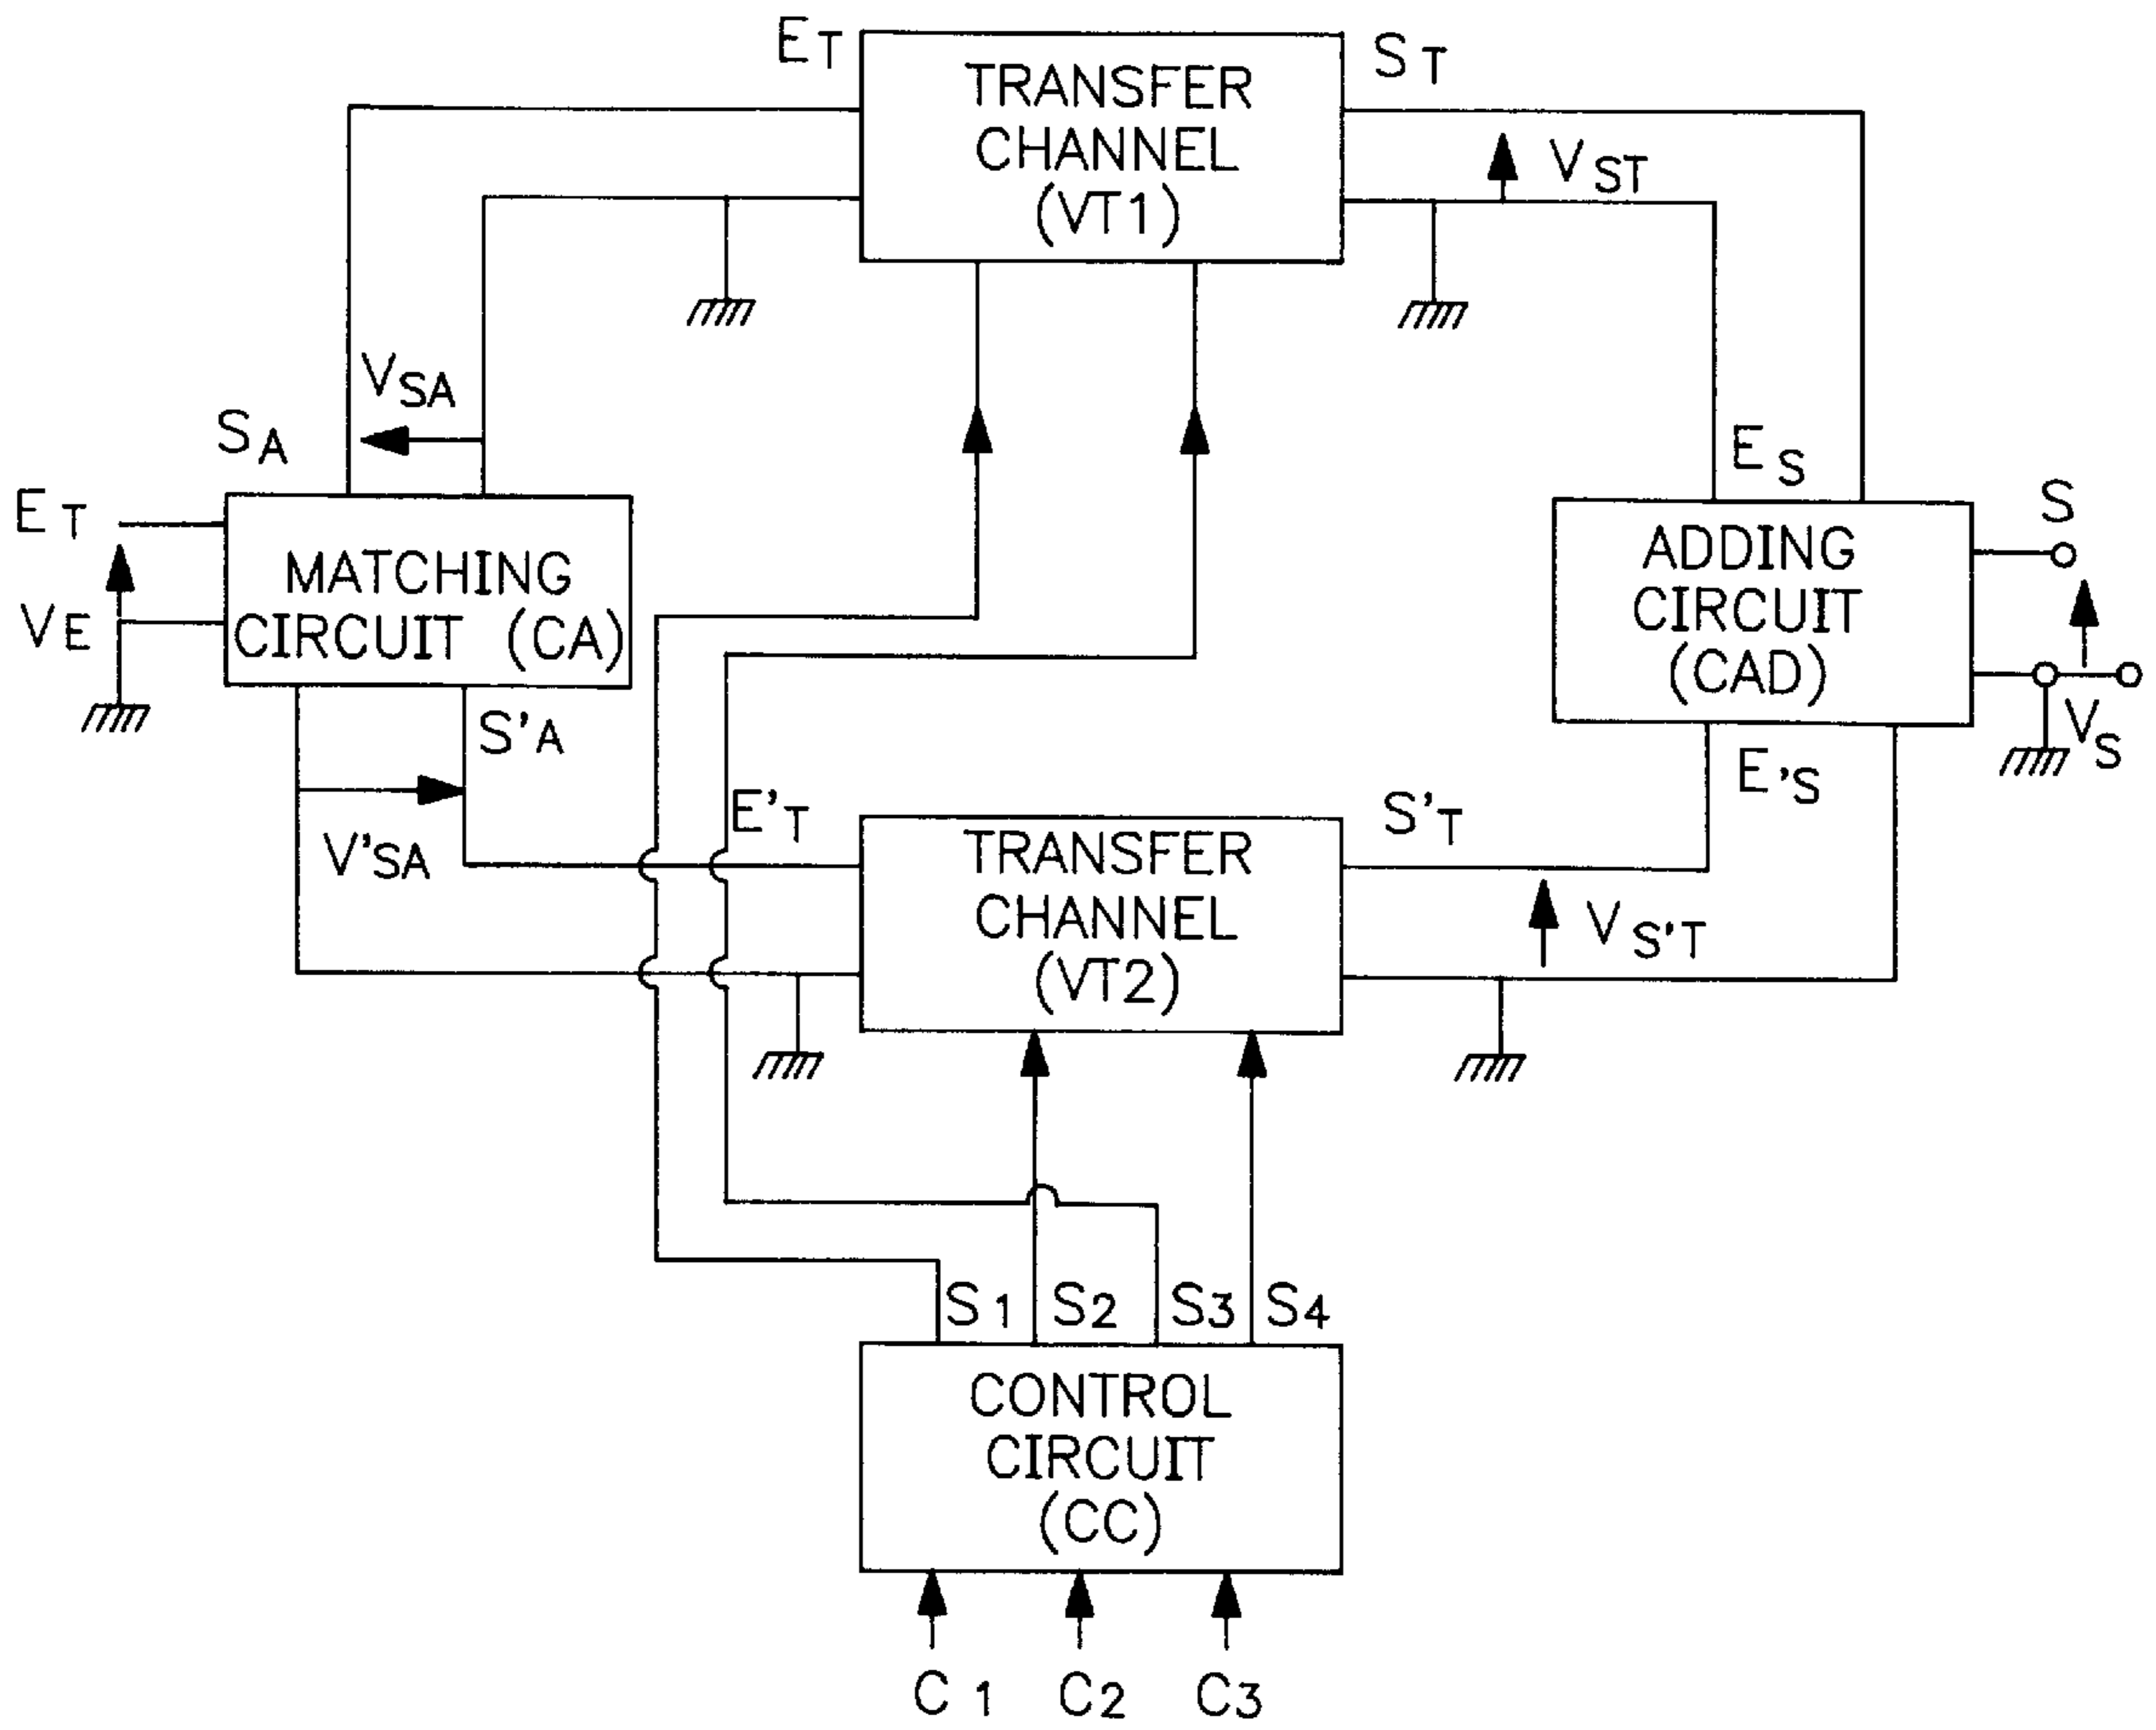 ET
TRANSFER
CHANNEL
(VT1)
ST
VST
VSA
SA
ES
ET
VE
MATCHING
CIRCUIT (CA)
S
ADDING
CIRCUIT
(CAD)
VS
S'A
E'S
V'SA
E'T
TRANSFER
CHANNEL
(VT2)
S'T
VS'T
S1 S2 S3 S4
CONTROL
CIRCUIT
(CC)
C1 C2 C3